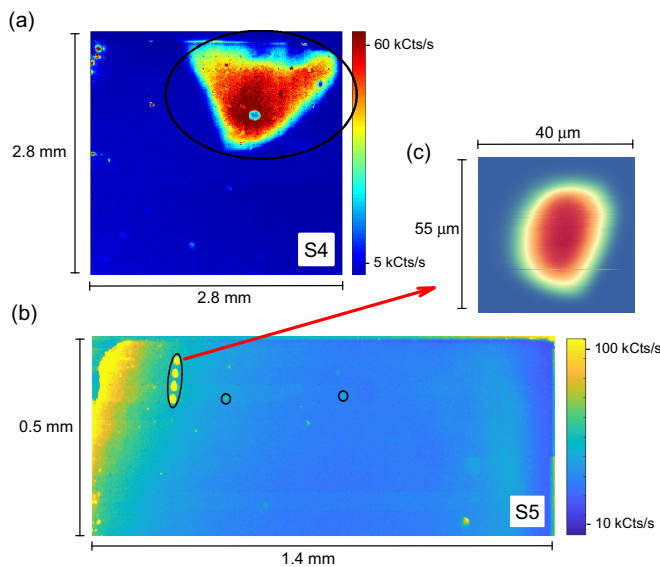 (a)
60 kCts/s
2.8 mm
S4
5 kCts/s
2.8 mm
(c)
40 μm
55 μm
(b)
100 kCts/s
0.5 mm
S5
10 kCts/s
1.4 mm